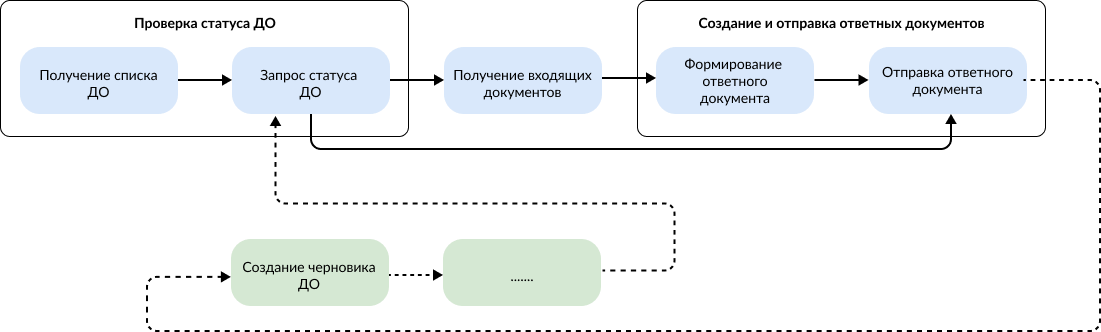 Проверка статуса ДО
Создание и отправка ответных документов
Получение списка
ДО
Запрос статуса
ДО
Получение входящих
документов
Формирование
ответного
документа
Отправка ответного
документа
Создание черновика
ДО
.......